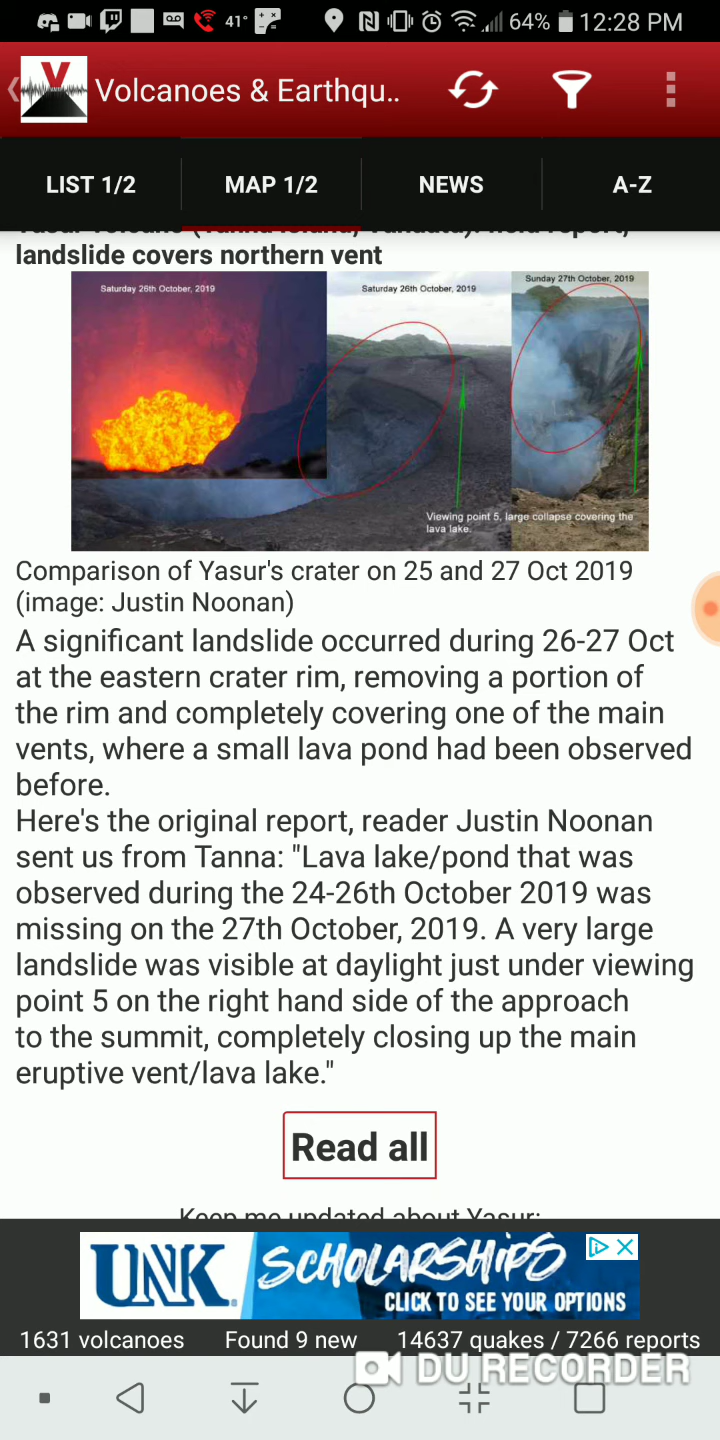 41°
64%
12:28 PM
V
Volcanoes & Earthqu..
LIST 1/2
MAP 1/2
NEWS
A-Z
landslide covers northern vent
Saturday 26th October, 2019
Saturday 26th October, 2019
Sunday 27th October, 2019
Viewing point 5, large collapse covering the
lava lake.
Comparison of Yasur's crater on 25 and 27 Oct 2019
(image: Justin Noonan)
A significant landslide occurred during 26-27 Oct
at the eastern crater rim, removing a portion of
the rim and completely covering one of the main
vents, where a small lava pond had been observed
before.
Here's the original report, reader Justin Noonan
sent us from Tanna: "Lava lake/pond that was
observed during the 24-26th October 2019 was
missing on the 27th October, 2019. A very large
landslide was visible at daylight just under viewing
point 5 on the right hand side of the approach
to the summit, completely closing up the main
eruptive vent/lava lake."
Read all
Keep me updated about Yasur:
UNK
SCHOLARSHIPS
CLICK TO SEE YOUR OPTIONS
1631 volcanoes
Found 9 new
14637 quakes / 7266 reports
DU RECORDER